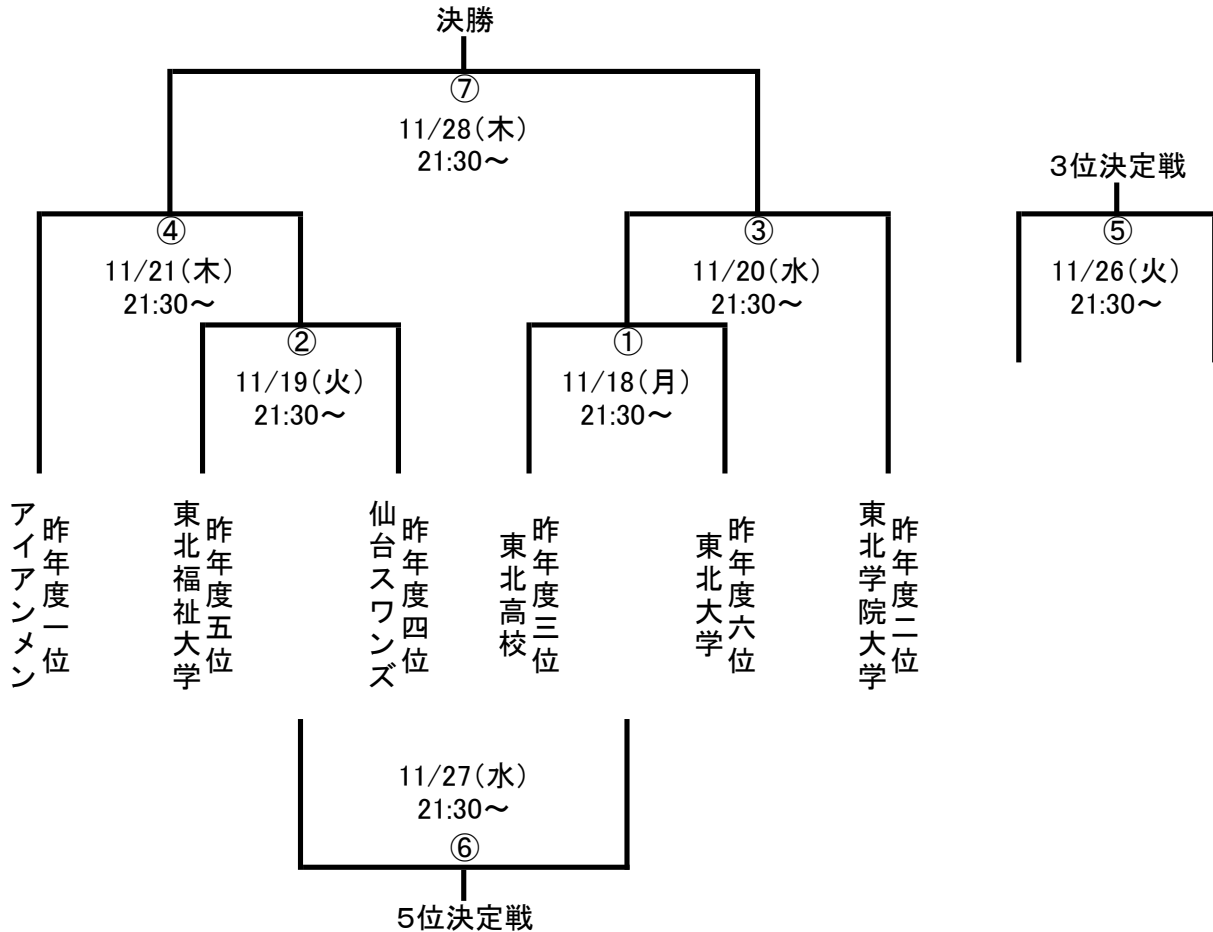 決勝
⑦
11/28(木)
21:30～
3位決定戦
④
11/21(木)
21:30～
③
11/20(水)
21:30～
⑤
11/26(火)
21:30～
②
11/19(火)
21:30～
①
11/18(月)
21:30～
昨年度一位
アイアンメン
昨年度五位
東北福祉大学
昨年度四位
仙台スワンズ
昨年度三位
東北高校
昨年度六位
東北大学
昨年度二位
東北学院大学
11/27(水)
21:30～
⑥
5位決定戦